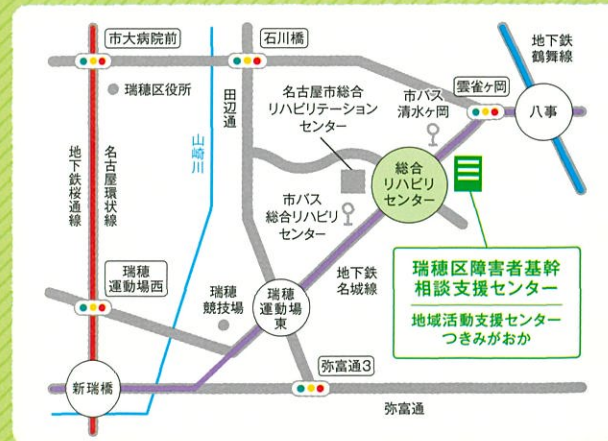 市大病院前
石川橋
地下鉄
鶴舞線
瑞穂区役所
田辺通
名古屋市総合
リハビリテーション
センター
市バス
清水ヶ岡
雲雀ヶ岡
八事
山崎川
地下鉄桜通線
名古屋環状線
総合
リハビリ
センター
市バス
総合リハビリ
センター
瑞穂
運動場西
瑞穂
競技場
瑞穂
運動場
東
地下鉄
名城線
瑞穂区障害者基幹
相談支援センター
地域活動支援センター
つきみがおか
新瑞橋
弥富通3
弥富通